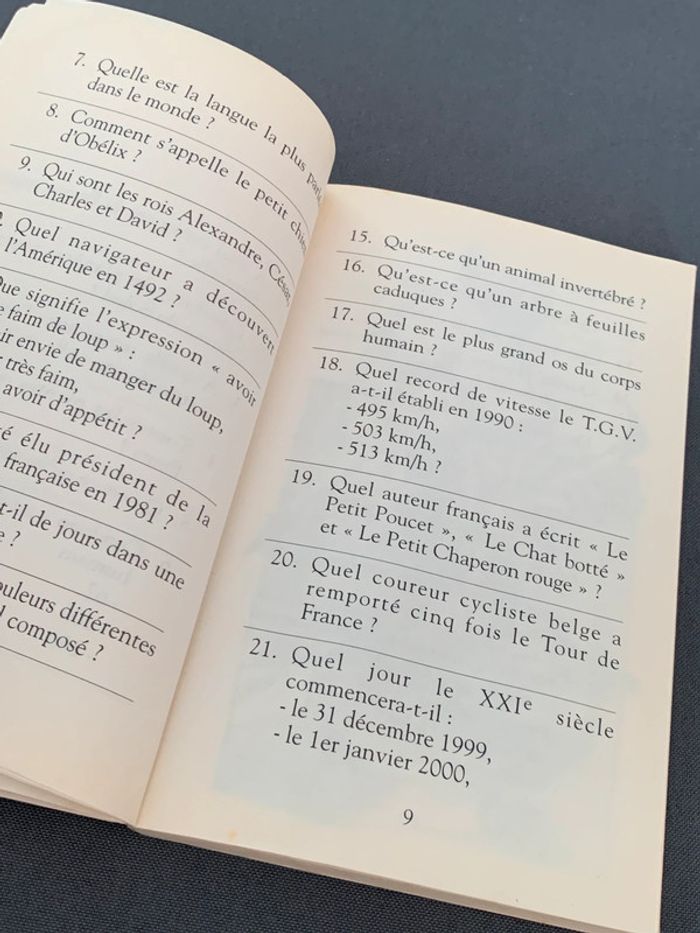 7. Quelle est la langue la plus
dans le monde ?
8. Comment s'appelle le petit
d'Obélix ?
9. Qui sont les rois Alexandre, César,
Charles et David ?
Quel navigateur a découvert
l'Amérique en 1492 ?
signifie l'expression « avoir
faim de loup » :
envie de manger du loup,
très faim,
avoir d'appétit ?
élu président de la
française en 1981 ?
t-il de jours dans une
?
différentes
composé ?
15. Qu'est-ce qu'un animal invertébré ?
16. Qu'est-ce qu'un arbre à feuilles
caduques ?
17. Quel est le plus grand os du corps
humain ?
18. Quel record de vitesse le T.G.V.
a-t-il établi en 1990 :
- 495 km/h,
- 503 km/h,
- 513 km/h ?
19. Quel auteur français a écrit « Le
Petit Poucet », « Le Chat botté »
et « Le Petit Chaperon rouge » ?
20. Quel coureur cycliste belge a
remporté cinq fois le Tour de
France ?
21. Quel jour le XXIe siècle
commencera-t-il :
- le 31 décembre 1999,
- le 1er janvier 2000,
9